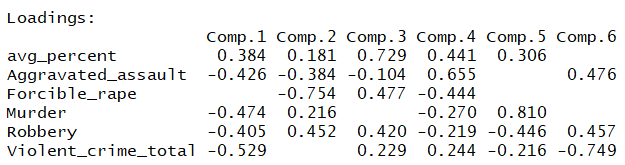 Loadings:
                    Comp.1 Comp.2 Comp.3 Comp.4 Comp.5 Comp.6
avg_percent          0.384  0.181  0.729  0.441  0.306
Aggravated_assault  -0.426 -0.384 -0.104  0.655         0.476
Forcible_rape              -0.754  0.477 -0.444
Murder              -0.474  0.216        -0.270  0.810
Robbery             -0.405  0.452  0.420 -0.219 -0.446  0.457
Violent_crime_total -0.529         0.229  0.244 -0.216 -0.749